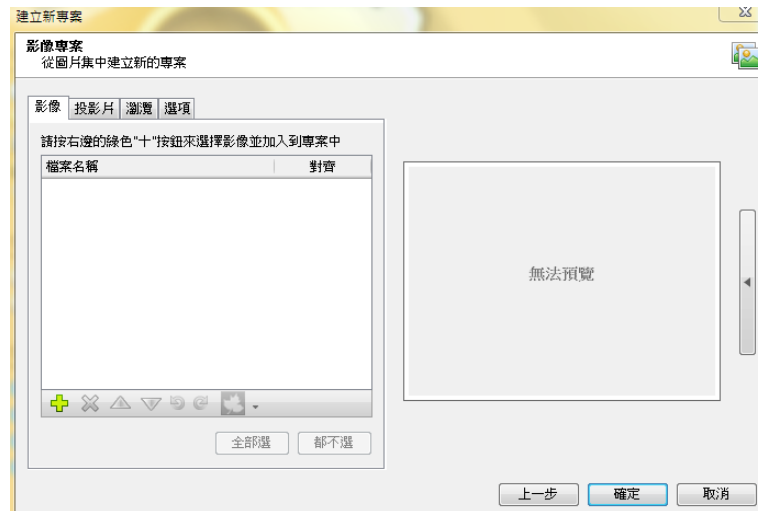 建立新專案
影像專案
從圖片集中建立新的專案
影像 投影片 瀏覽 選項
請按右邊的綠色"十"按鈕來選擇影像並加入到專案中
檔案名稱 對齊
無法預覽
全部選 都不選
上一步 確定 取消